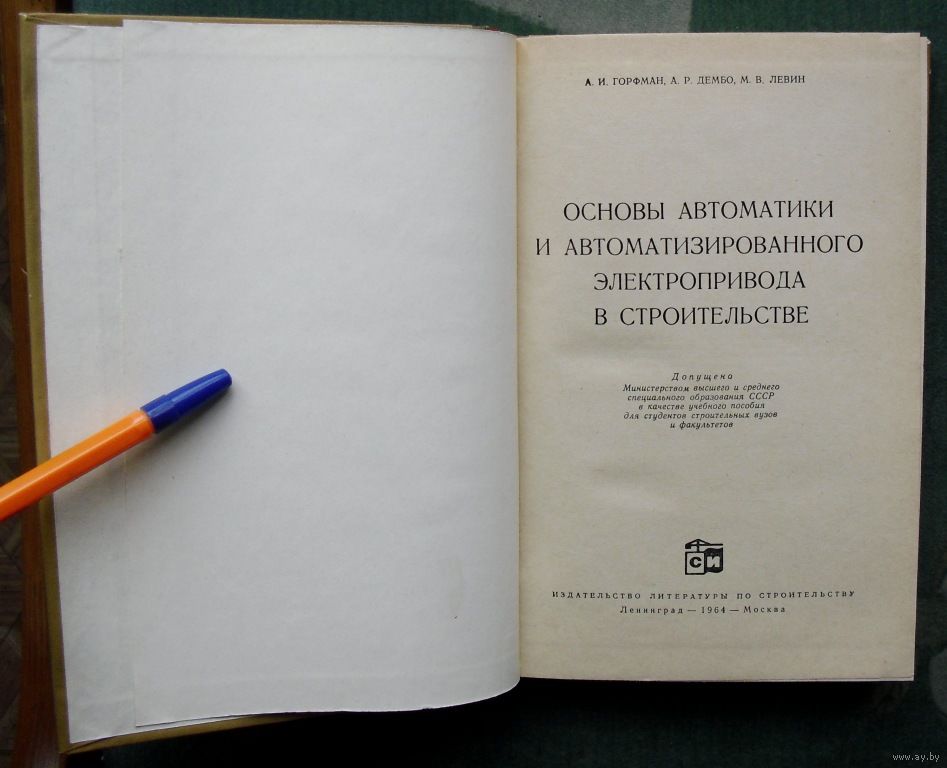 А. И. ГОРФМАН, А. Р. ДЕМБО, М. В. ЛЕВИН
ОСНОВЫ АВТОМАТИКИ
И АВТОМАТИЗИРОВАННОГО
ЭЛЕКТРОПРИВОДА
В СТРОИТЕЛЬСТВЕ
Допущено
Министерством высшего и среднего
специального образования СССР
в качестве учебного пособия
для студентов строительных вузов
и факультетов
СИ
ИЗДАТЕЛЬСТВО ЛИТЕРАТУРЫ ПО СТРОИТЕЛЬСТВУ
Ленинград — 1964 — Москва
www.ay.by